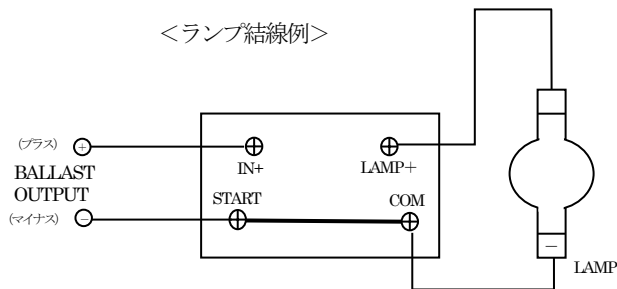 ＜ランプ結線例＞
(プラス)
+
IN+
LAMP＋
BALLAST
OUTPUT
START
COM
(マイナス)
−
−
LAMP